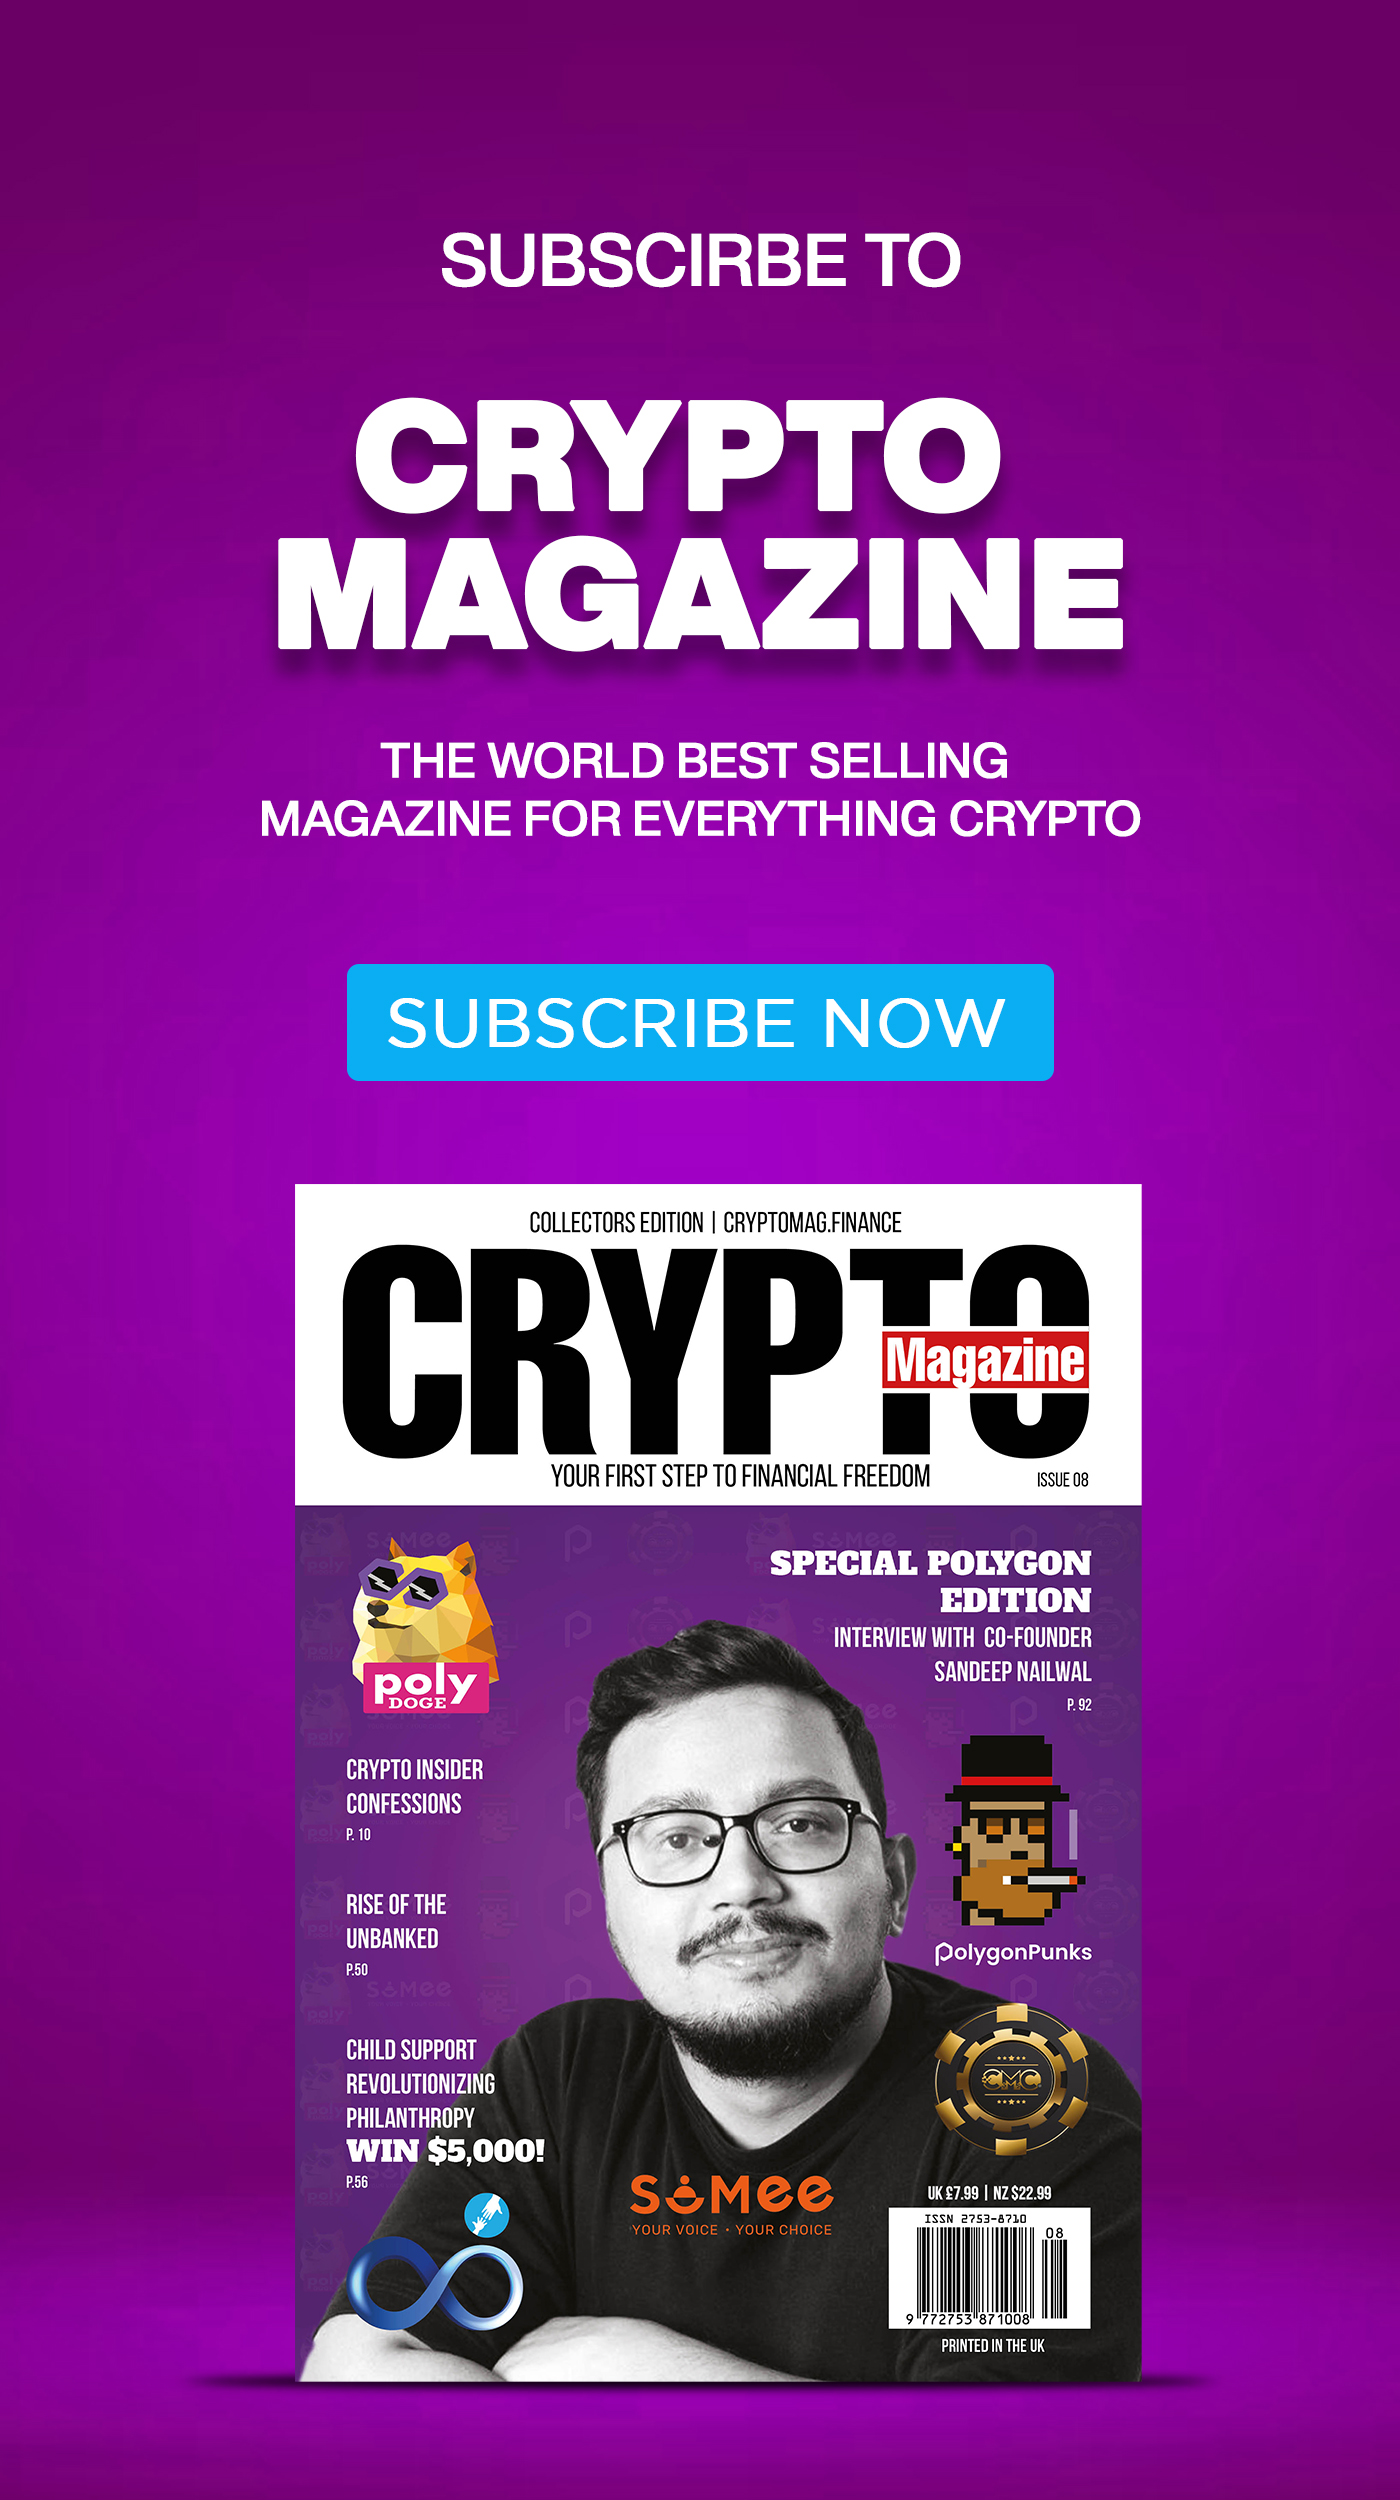 SUBSCIRBE TO
CRYPTO
MAGAZINE
THE WORLD BEST SELLING
MAGAZINE FOR EVERYTHING CRYPTO
SUBSCRIBE NOW
COLLECTORS EDITION | CRYPTOMAG.FINANCE
CRYPTO
Magazine
YOUR FIRST STEP TO FINANCIAL FREEDOM
ISSUE 08
poly
DOGE
SPECIAL POLYGON
EDITION
INTERVIEW WITH CO-FOUNDER
SANDEEP NAILWAL
P. 92
CRYPTO INSIDER
CONFESSIONS
P. 10
RISE OF THE
UNBANKED
P.50
PolygonPunks
CHILD SUPPORT
REVOLUTIONIZING
PHILANTHROPY
WIN $5,000!
P.56
CMC
SoMee
YOUR VOICE • YOUR CHOICE
UK £7.99 | NZ $22.99
ISSN 2753-8710
08
9 772753 871008
PRINTED IN THE UK